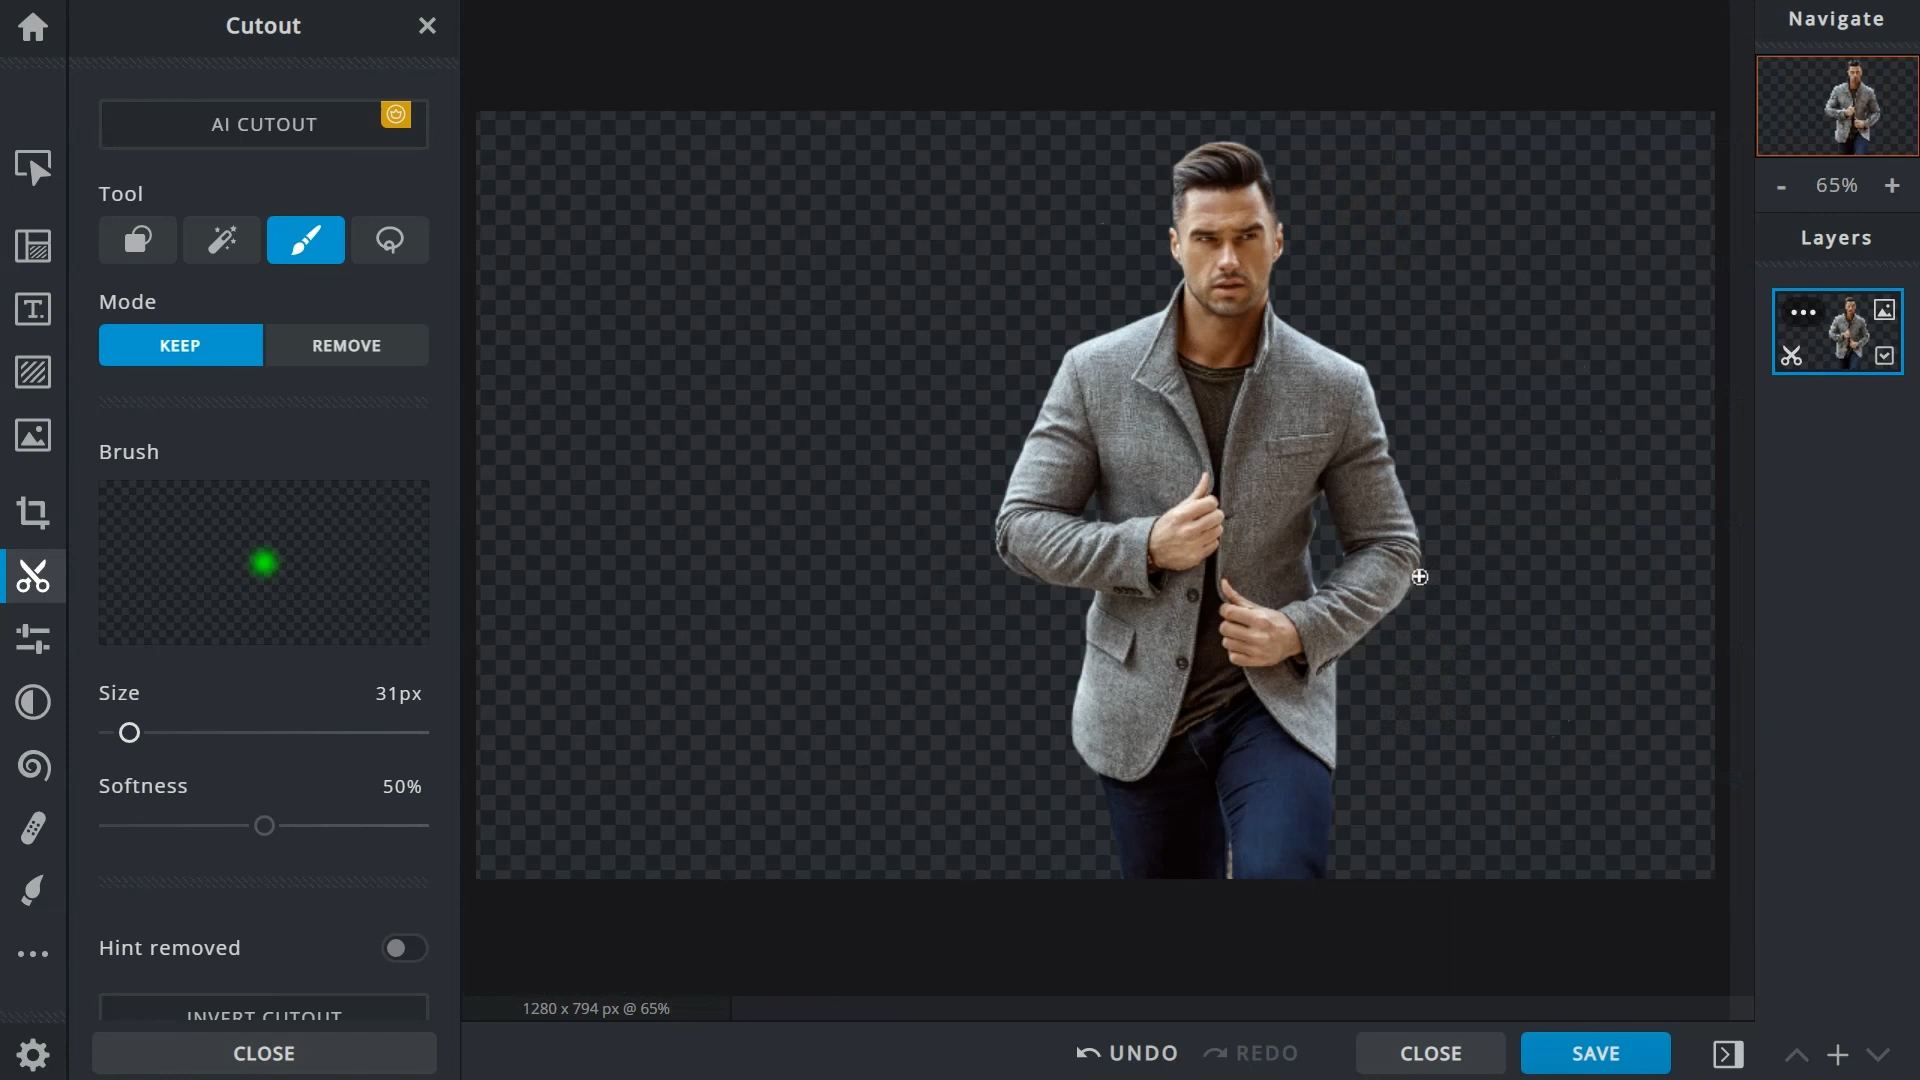 Cutout
AI CUTOUT
Tool
Mode
KEEP
REMOVE
Brush
Size
31px
Softness
50%
Hint removed
INVERT CUTOUT
CLOSE
1280 x 794 px @ 65%
UNDO
REDO
CLOSE
SAVE
Navigate
- 65% +
Layers